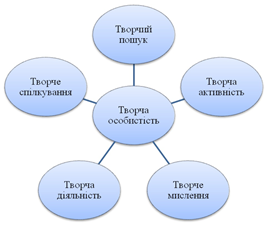 Творчий
пошук
Творче
спілкування
Творча
активність
Творча
особистість
Творча
діяльність
Творче
мислення